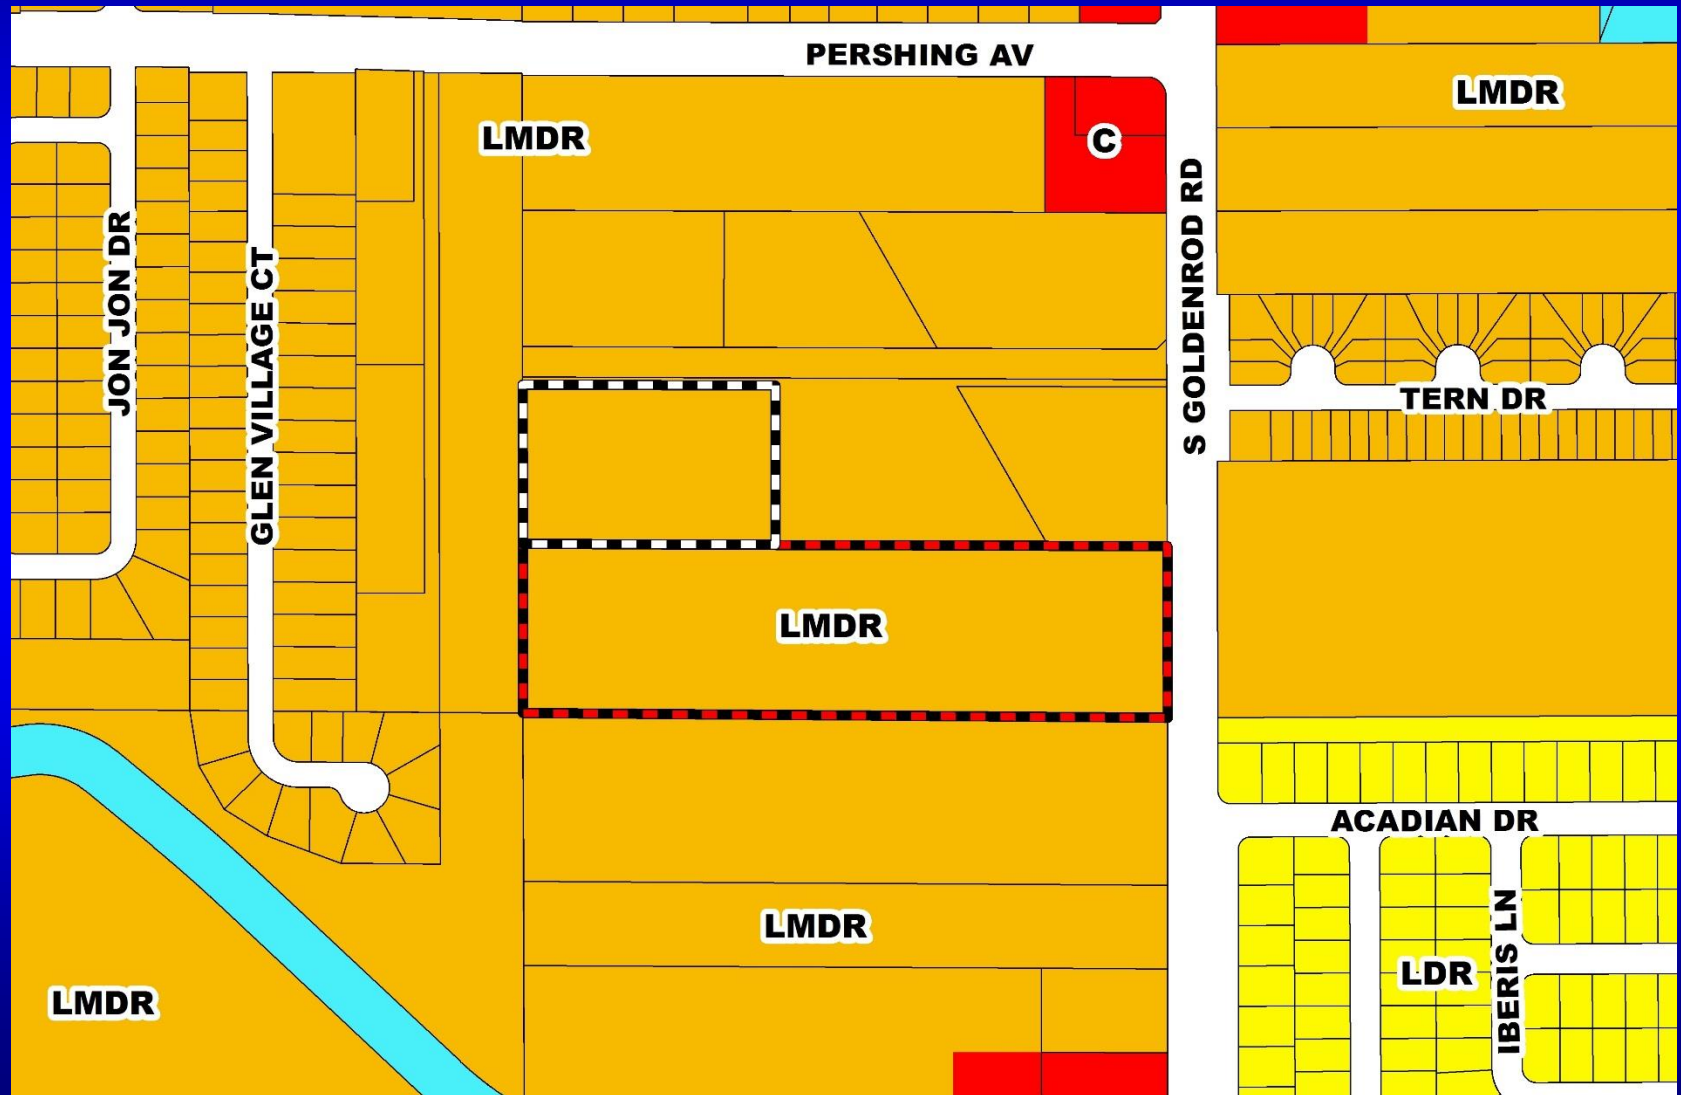 PERSHING AV
LMDR
LMDR
C
JON JON DR
GLEN VILLAGE CT
S GOLDENROD RD
TERN DR
LMDR
ACADIAN DR
LMDR
LDR
IBERIS LN
LMDR